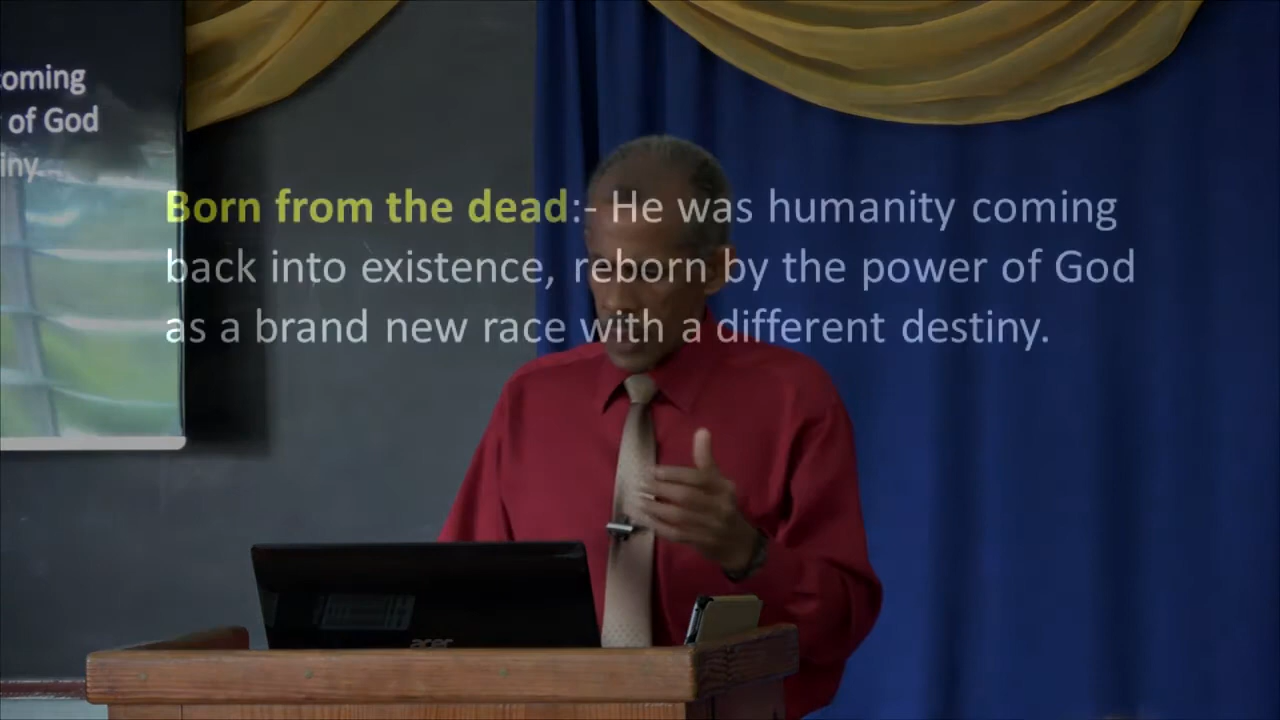 coming
of God
iny.
Born from the dead:- He was humanity coming
back into existence, reborn by the power of God
as a brand new race with a different destiny.
acer